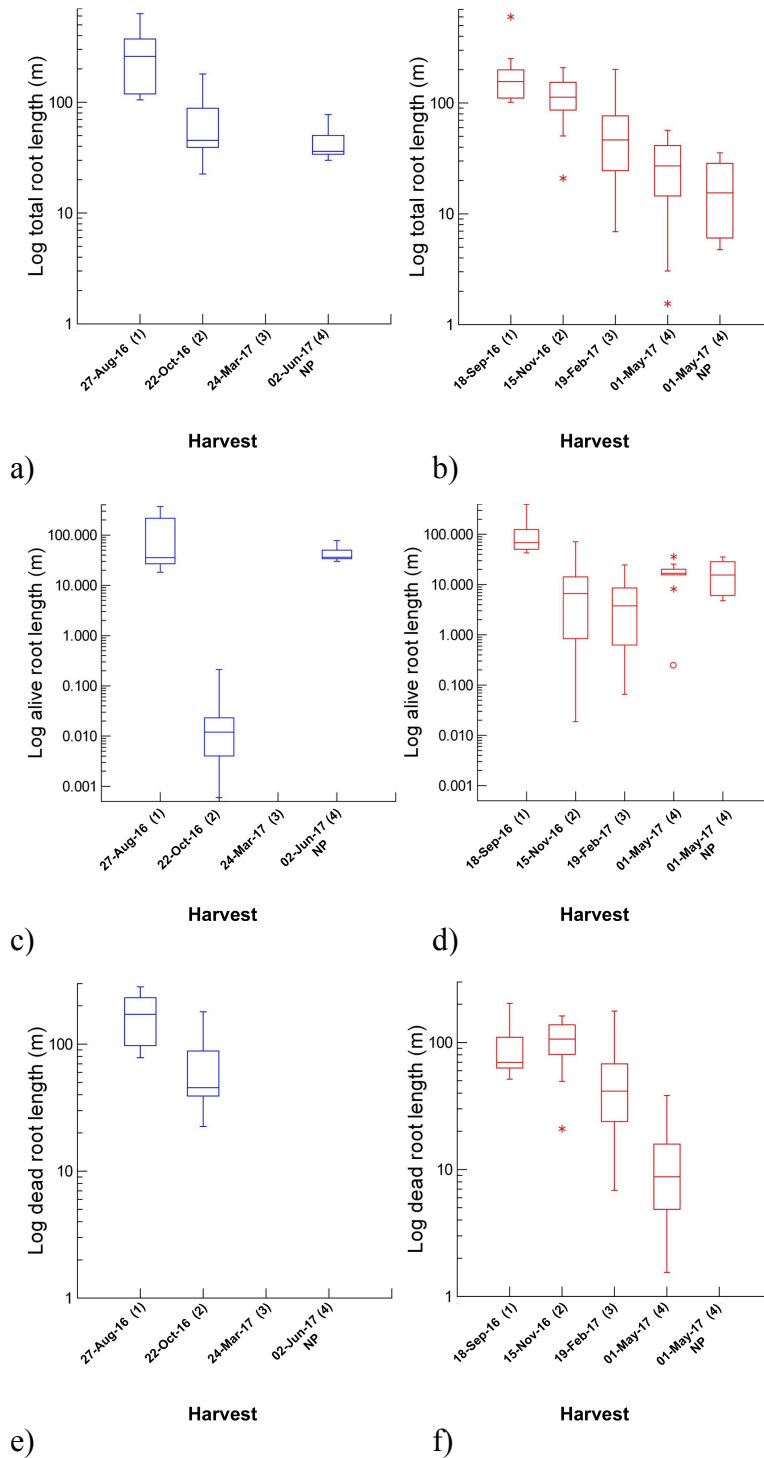 Log total root length (m)
100
10
1
27-Aug-16 (1)
22-Oct-16 (2)
24-Mar-17 (3)
02-Jun-17 (4)
NP
Harvest
a)
Log total root length (m)
100
10
1
18-Sep-16 (1)
15-Nov-16 (2)
19-Feb-17 (3)
01-May-17 (4)
01-May-17 (4)
NP
Harvest
b)
Log alive root length (m)
100.000
10.000
1.000
0.100
0.010
0.001
27-Aug-16 (1)
22-Oct-16 (2)
24-Mar-17 (3)
02-Jun-17 (4)
NP
Harvest
c)
Log alive root length (m)
100.000
10.000
1.000
0.100
0.010
0.001
18-Sep-16 (1)
15-Nov-16 (2)
19-Feb-17 (3)
01-May-17 (4)
01-May-17 (4)
NP
Harvest
d)
Log dead root length (m)
100
10
1
27-Aug-16 (1)
22-Oct-16 (2)
24-Mar-17 (3)
02-Jun-17 (4)
NP
Harvest
e)
Log dead root length (m)
100
10
1
18-Sep-16 (1)
15-Nov-16 (2)
19-Feb-17 (3)
01-May-17 (4)
01-May-17 (4)
NP
Harvest
f)